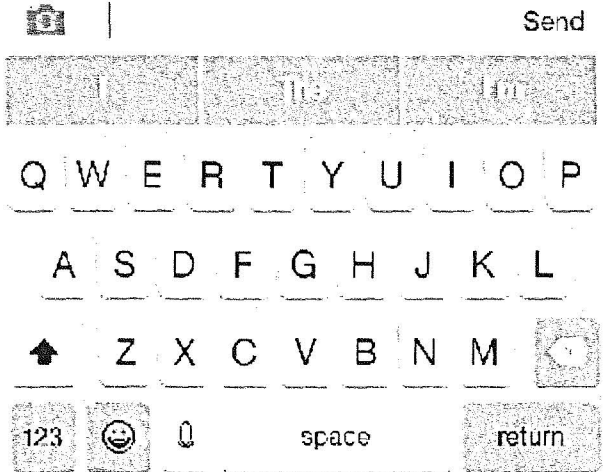 Send
I The I'm
Q W E R T Y U I O P
A S D F G H J K L
Z X C V B N M
123 space return